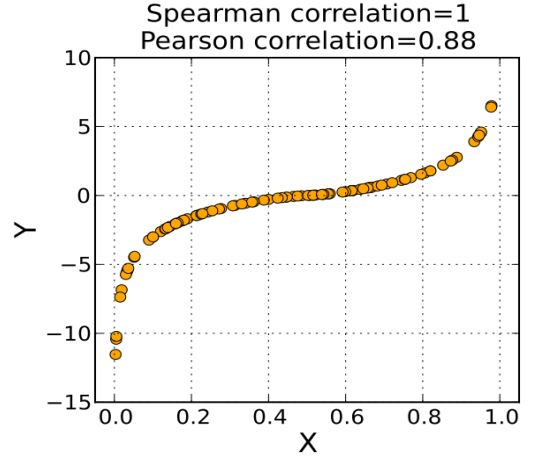 Spearman correlation=1
Pearson correlation=0.88
10
5
0
−5
−10
−15
Y
0.0 0.2 0.4 0.6 0.8 1.0
X